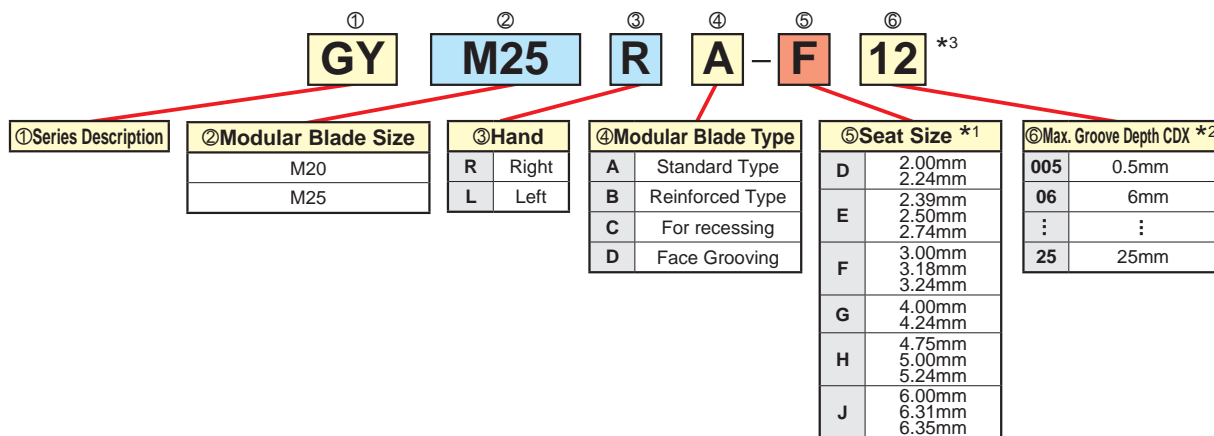 ① ② ③ ④ ⑤ ⑥
GY M25 R A – F 12 *3
①Series Description
②Modular Blade Size
M20
M25
③Hand
R Right
L Left
④Modular Blade Type
A Standard Type
B Reinforced Type
C For recessing
D Face Grooving
⑤Seat Size *1
D 2.00mm
2.24mm
E 2.39mm
2.50mm
2.74mm
F 3.00mm
3.18mm
3.24mm
G 4.00mm
4.24mm
H 4.75mm
5.00mm
5.24mm
J 6.00mm
6.31mm
6.35mm
⑥Max. Groove Depth CDX *2
005 0.5mm
06 6mm
⋮ ⋮
25 25mm